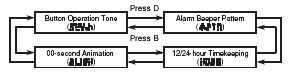 Press D
Button Operation Tone
Alarm Beeper Pattern
Press B
00-second Animation
12/24-hour Timekeeping